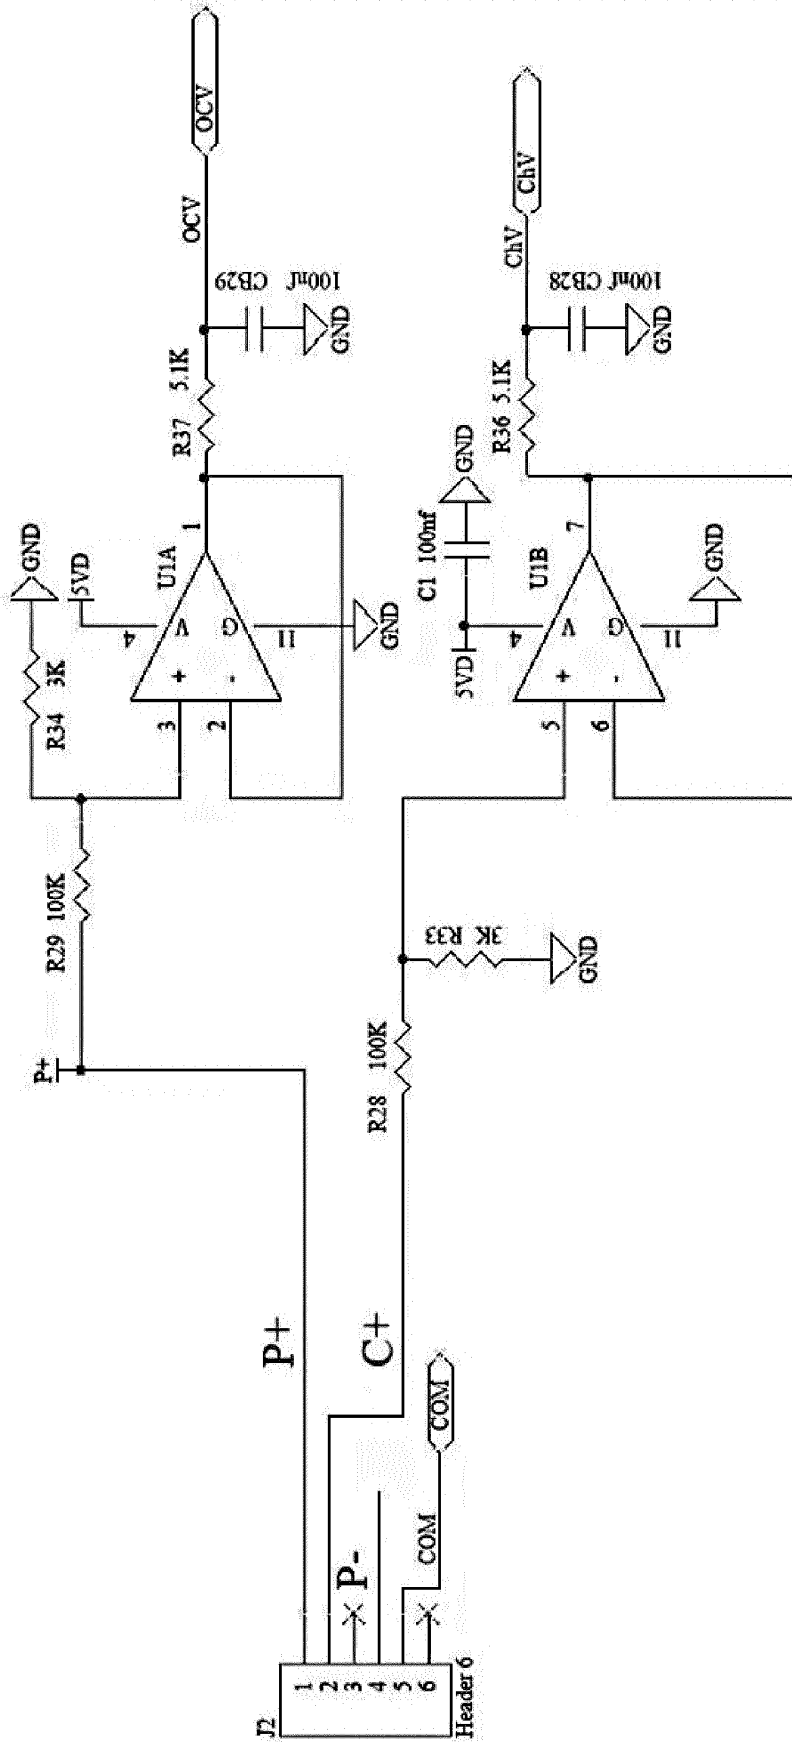 OCV
OCV
100nf CB29
GND
R37 5.1K
1
U1A
GND
5VD
4
V
G
11
GND
+
-
3
2
R34 3K
R29 100K
P+
P+
ChV
ChV
100nf CB28
GND
R36 5.1K
GND
C1 100nf
7
U1B
5VD
4
V
G
11
GND
+
-
5
6
3K R33
GND
R28 100K
C+
COM
COM
P-
J2
1
2
3
4
5
6
Header 6